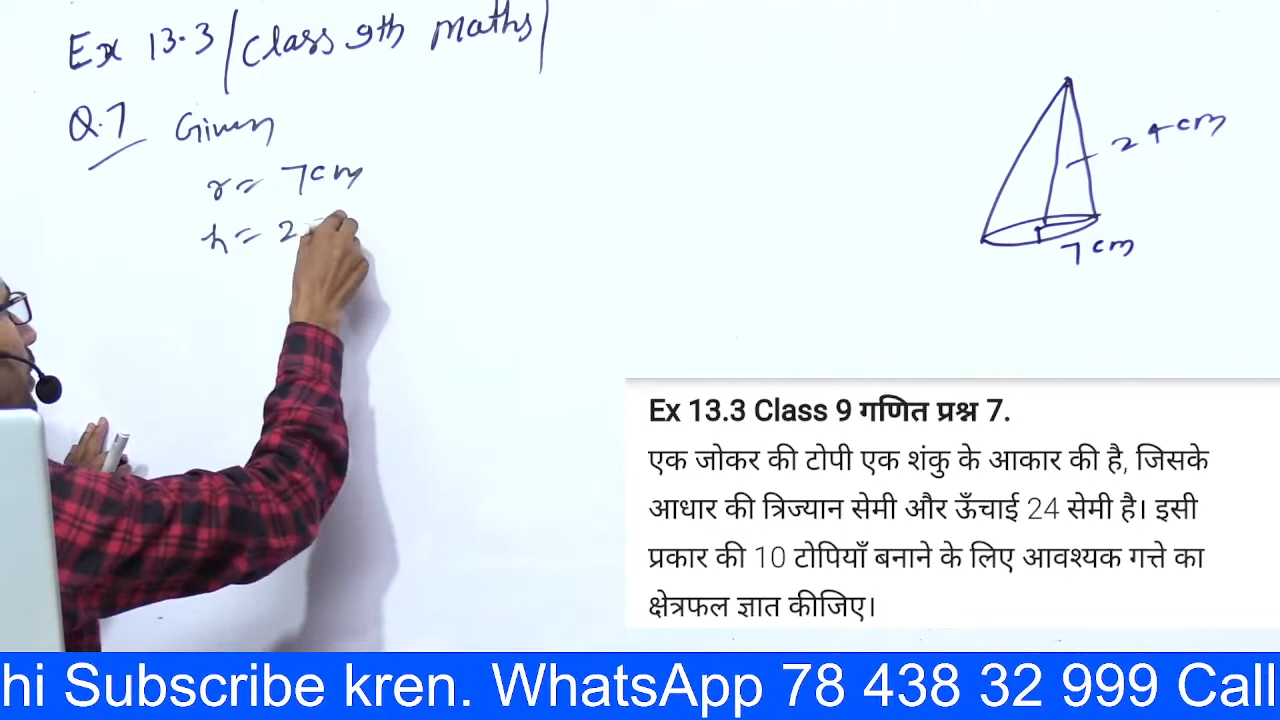 Ex 13.3 / Class 9th Maths
Q.7 Given
r = 7cm
h = 2
24cm
7cm
Ex 13.3 Class 9 गणित प्रश्न 7.
एक जोकर की टोपी एक शंकु के आकार की है, जिसके
आधार की त्रिज्यान सेमी और ऊँचाई 24 सेमी है। इसी
प्रकार की 10 टोपियाँ बनाने के लिए आवश्यक गत्ते का
क्षेत्रफल ज्ञात कीजिए।
hi Subscribe kren. WhatsApp 78 438 32 999 Call